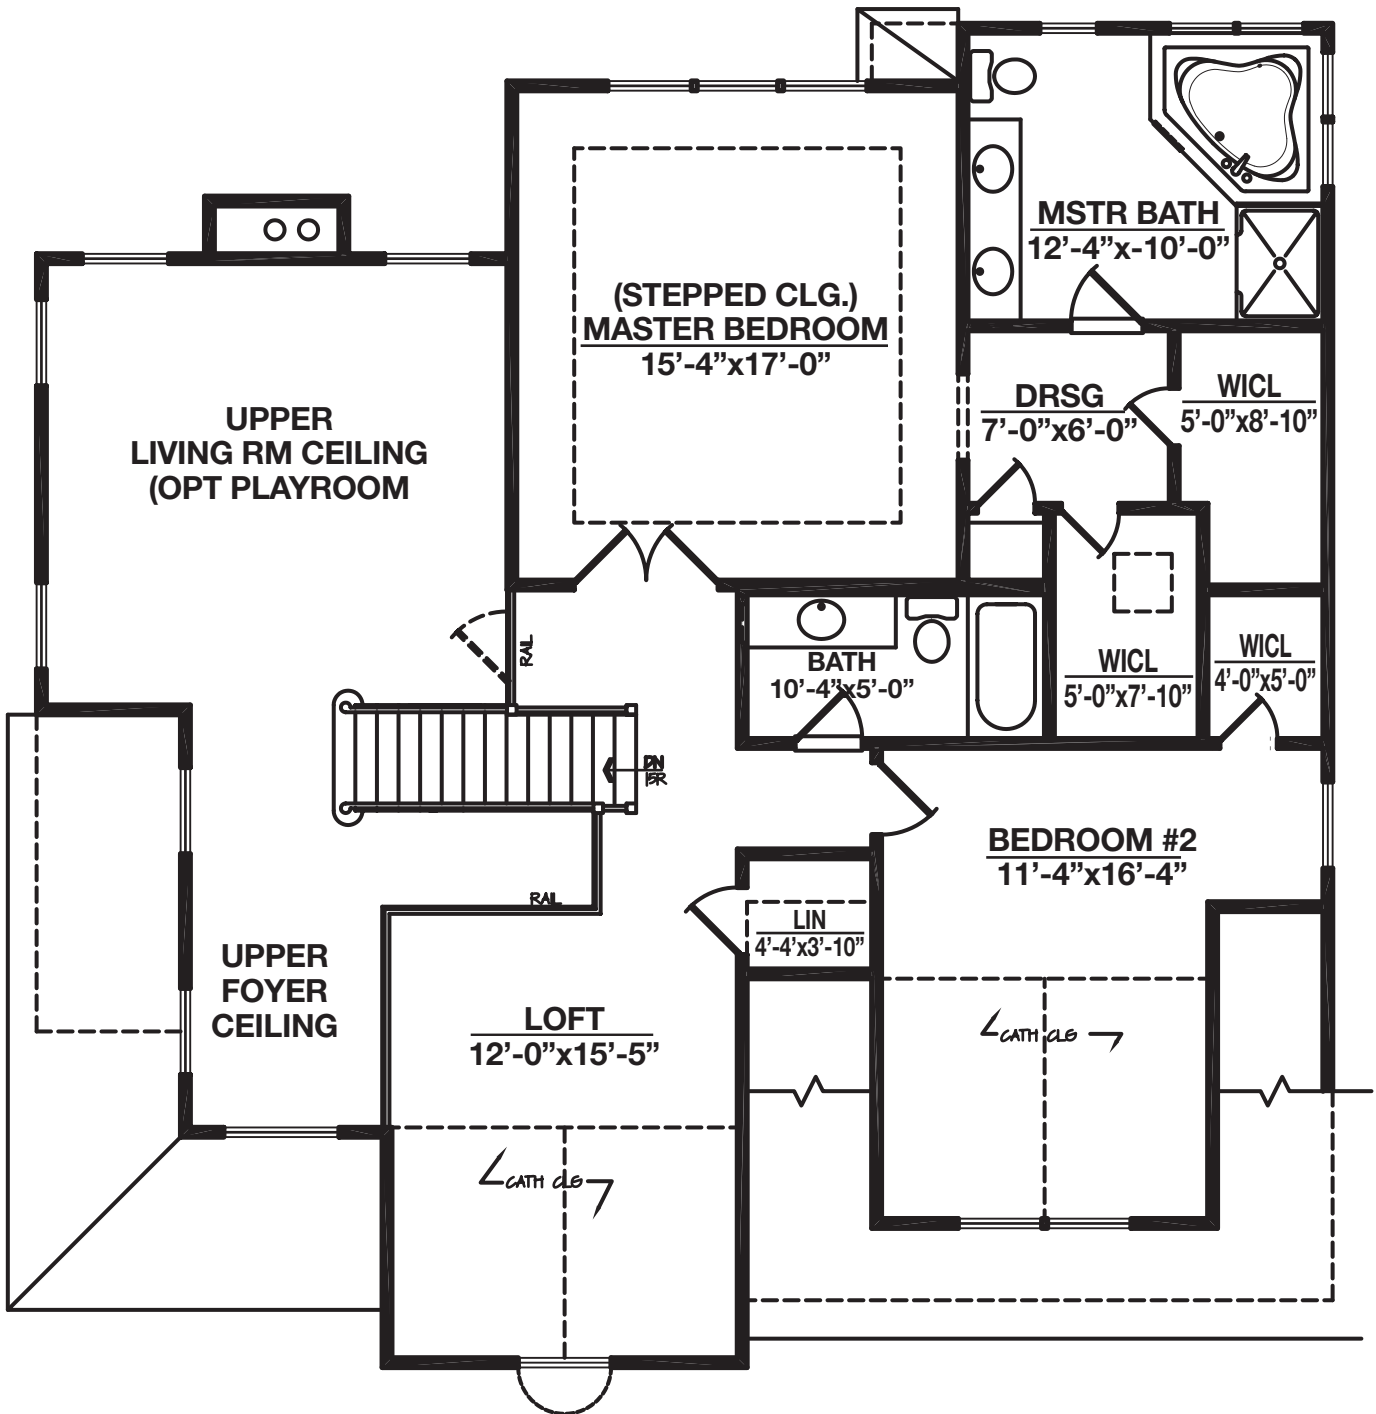 MSTR BATH
12’-4”x-10’-0”
(STEPPED CLG.)
MASTER BEDROOM
15’-4”x17’-0”
DRSG
7’-0”x6’-0”
WICL
5’-0”x8’-10”
UPPER
LIVING RM CEILING
(OPT PLAYROOM
RAIL
BATH
10’-4”x5’-0”
WICL
5’-0”x7’-10”
WICL
4’-0”x5’-0”
DN
15R
BEDROOM #2
11’-4”x16’-4”
RAIL
LIN
4’-4’x3’-10”
UPPER
FOYER
CEILING
LOFT
12’-0”x15’-5”
CATH CLG
CATH CLG